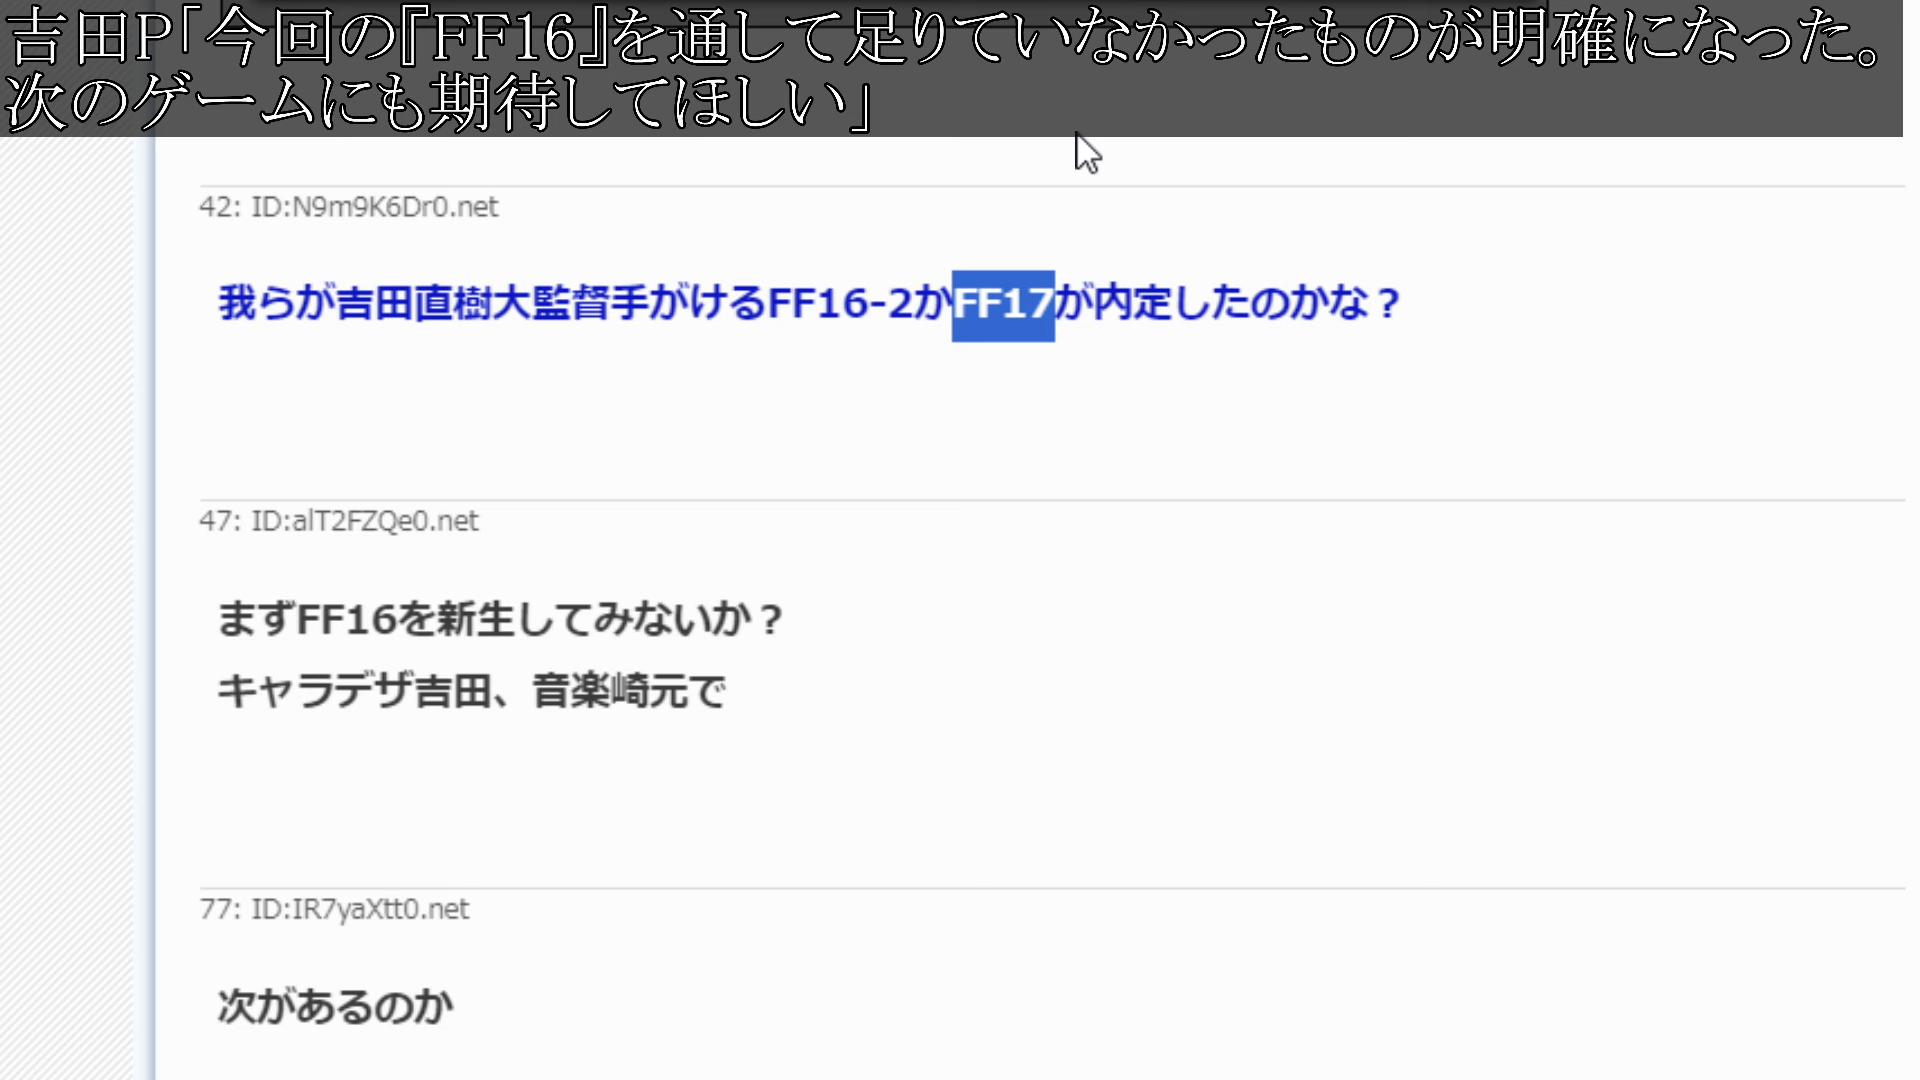 吉田P「今回の『FF16』を通して足りていなかったものが明確になった。
次のゲームにも期待してほしい」
42: ID:N9m9K6Dr0.net
我らが吉田直樹大監督手がけるFF16-2かFF17が内定したのかな？
47: ID:alT2FZQe0.net
まずFF16を新生してみないか？
キャラデザ吉田、音楽崎元で
77: ID:IR7yaXtt0.net
次があるのか